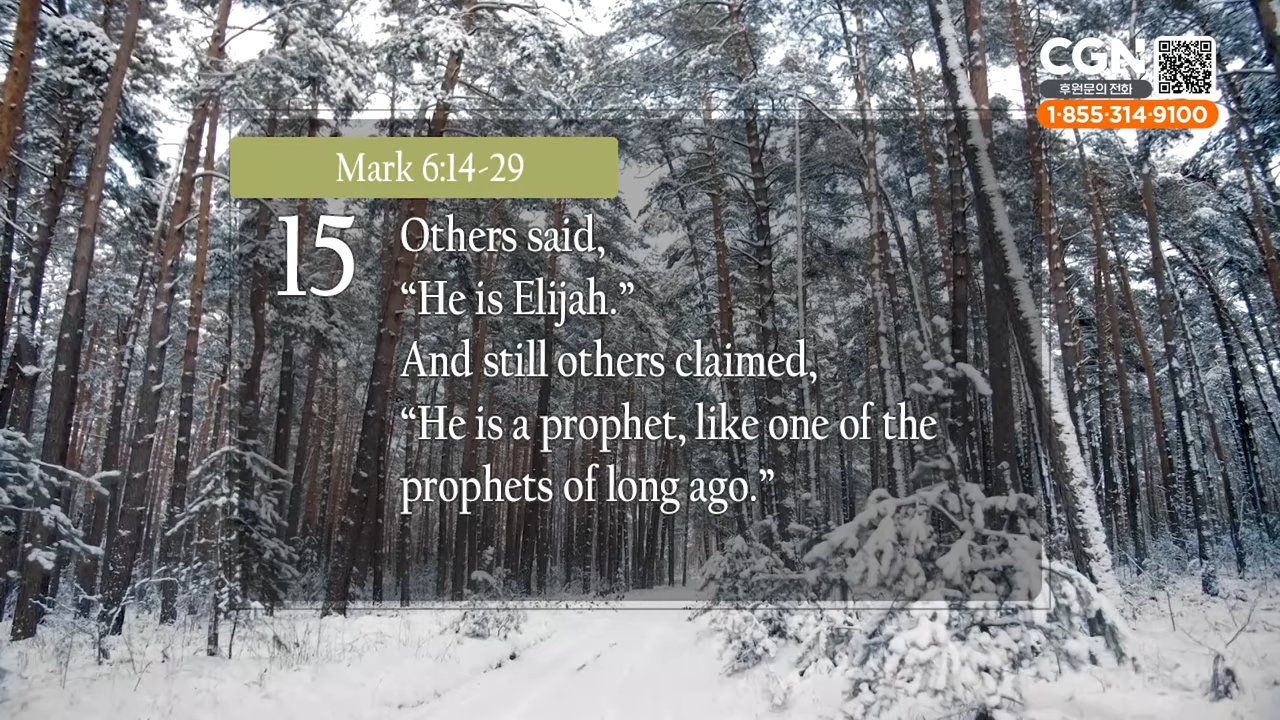 CGN
후원문의 전화
1·855·314·9100
Mark 6:14-29
15
Others said,
“He is Elijah.”
And still others claimed,
“He is a prophet, like one of the
prophets of long ago.”